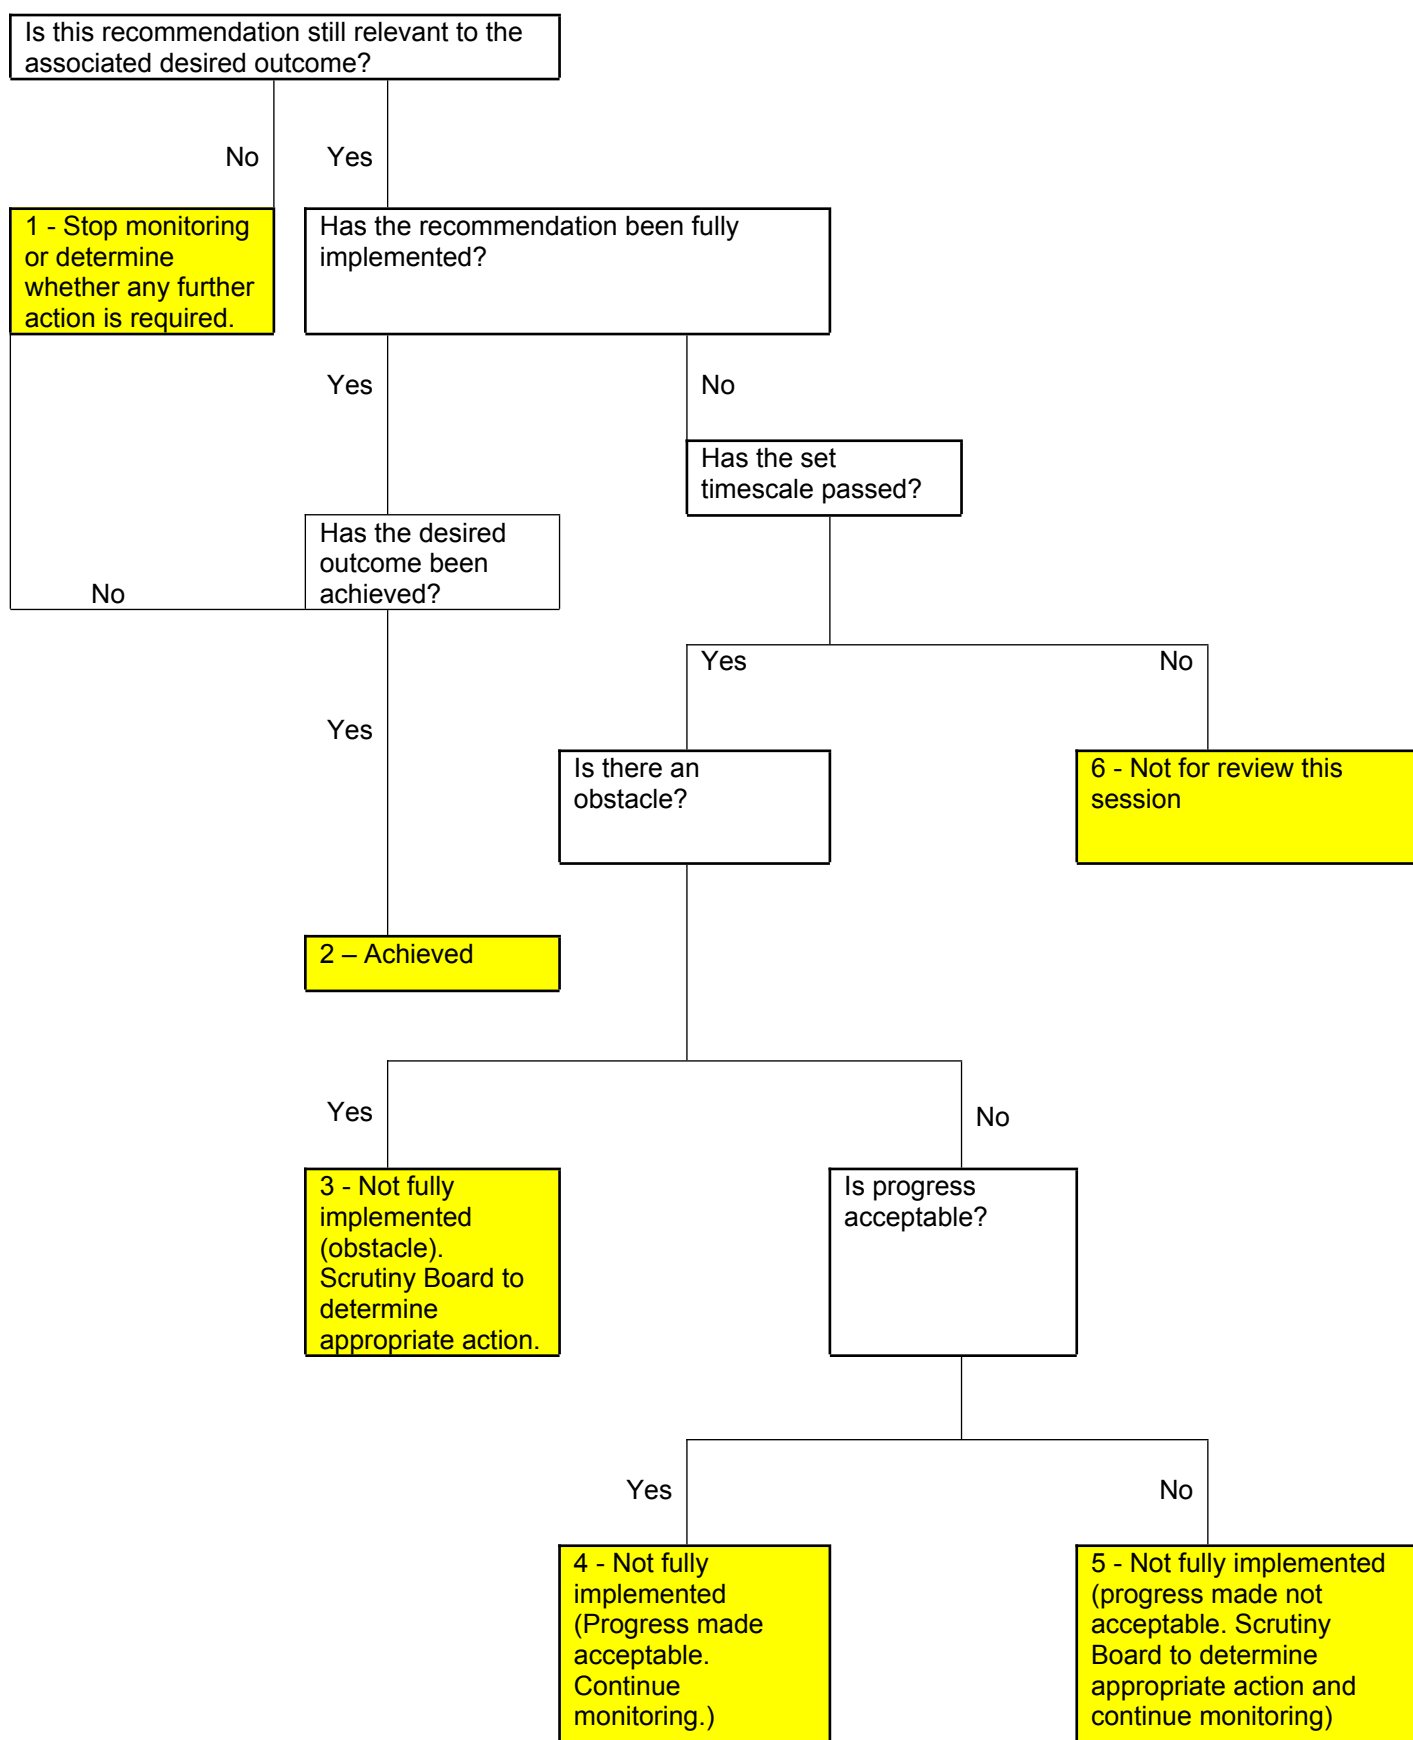 Is this recommendation still relevant to the
associated desired outcome?
No
Yes
1 - Stop monitoring
or determine
whether any further
action is required.
Has the recommendation been fully
implemented?
Yes
No
Has the set
timescale passed?
Has the desired
outcome been
achieved?
No
Yes
No
Yes
Is there an
obstacle?
6 - Not for review this
session
2 – Achieved
Yes
No
3 - Not fully
implemented
(obstacle).
Scrutiny Board to
determine
appropriate action.
Is progress
acceptable?
Yes
No
4 - Not fully
implemented
(Progress made
acceptable.
Continue
monitoring.)
5 - Not fully implemented
(progress made not
acceptable. Scrutiny
Board to determine
appropriate action and
continue monitoring)